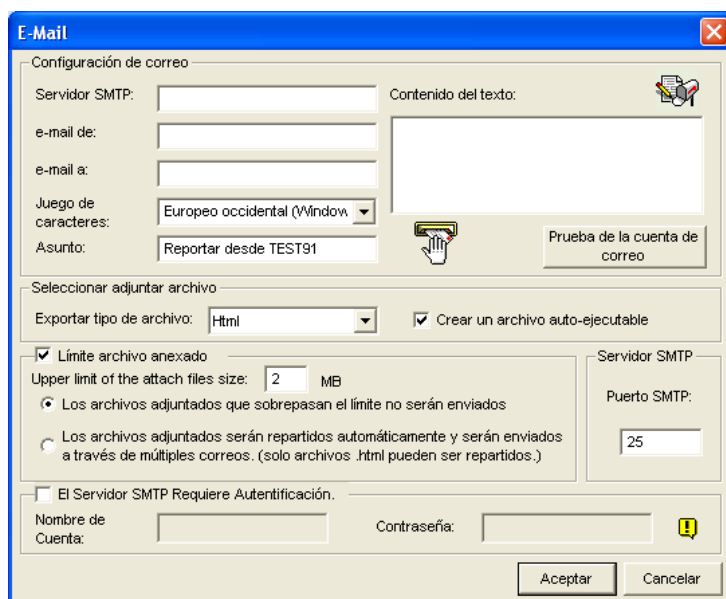 E-Mail
Configuración de correo
Servidor SMTP:
Contenido del texto:
e-mail de:
e-mail a:
Juego de
caracteres:
Europeo occidental (Window
Asunto:
Reportar desde TEST91
Prueba de la cuenta de
correo
Seleccionar adjuntar archivo
Exportar tipo de archivo:
Html
Crear un archivo auto-ejecutable
Límite archivo anexado
Upper limit of the attach files size:
2
MB
Los archivos adjuntados que sobrepasan el límite no serán enviados
Los archivos adjuntados serán repartidos automáticamente y serán enviados
a través de múltiples correos. (solo archivos .html pueden ser repartidos.)
Servidor SMTP
Puerto SMTP:
25
El Servidor SMTP Requiere Autentificación.
Nombre de
Cuenta:
Contraseña:
Aceptar
Cancelar